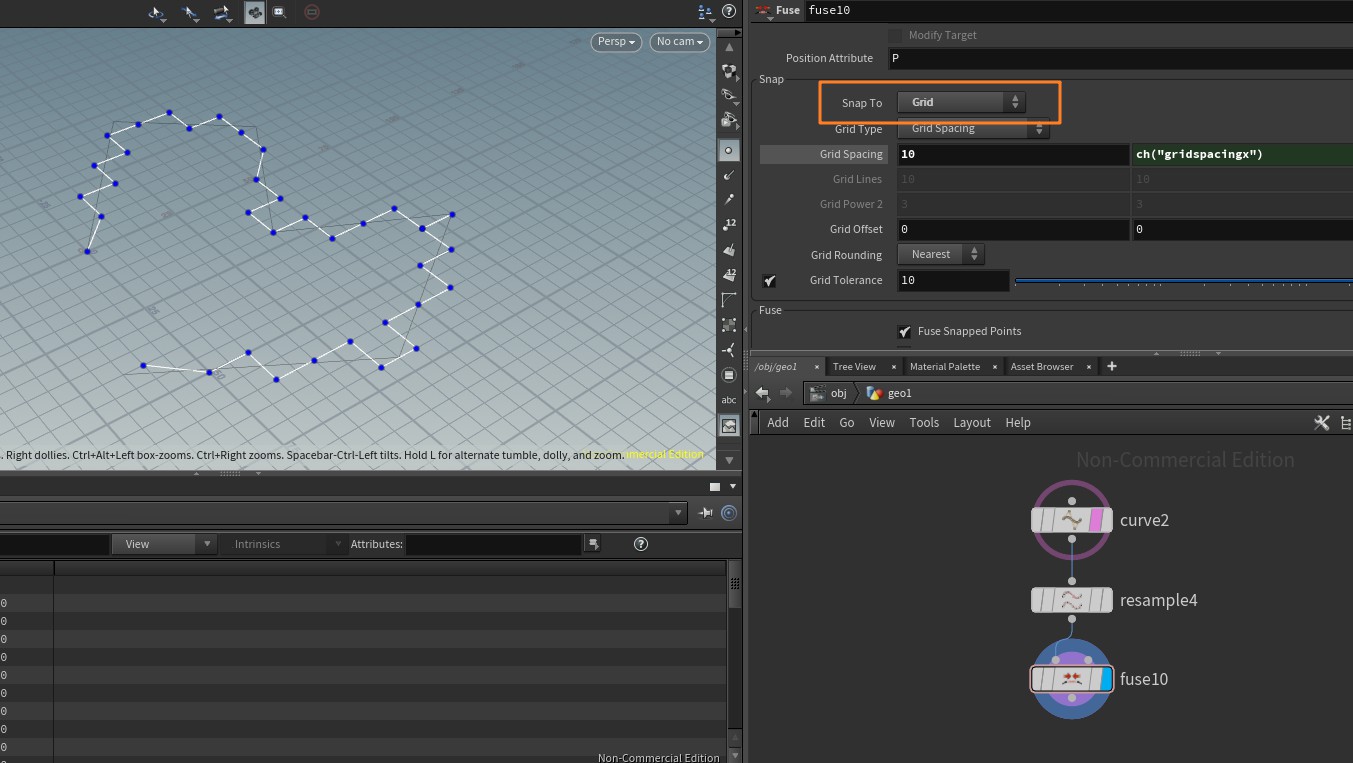 Fuse fuse10
Modify Target
Position Attribute P
Persp No cam
Snap
Snap To Grid
Grid Type Grid Spacing
Grid Spacing 10 ch("gridspacingx")
Grid Lines 10 10
Grid Power 2 3 3
Grid Offset 0 0
Grid Rounding Nearest
Grid Tolerance 10
Fuse
Fuse Snapped Points
12
12
abc
. Right dollies. Ctrl+Alt+Left box-zooms. Ctrl+Right zooms. Spacebar-Ctrl-Left tilts. Hold L for alternate tumble, dolly, and zoom.
View Intrinsics Attributes:
0
0
0
0
0
0
0
0
0
Non-Commercial Edition
/obj/geo1 Tree View Material Palette Asset Browser
obj geo1
Add Edit Go View Tools Layout Help
Non-Commercial Edition
curve2
resample4
fuse10